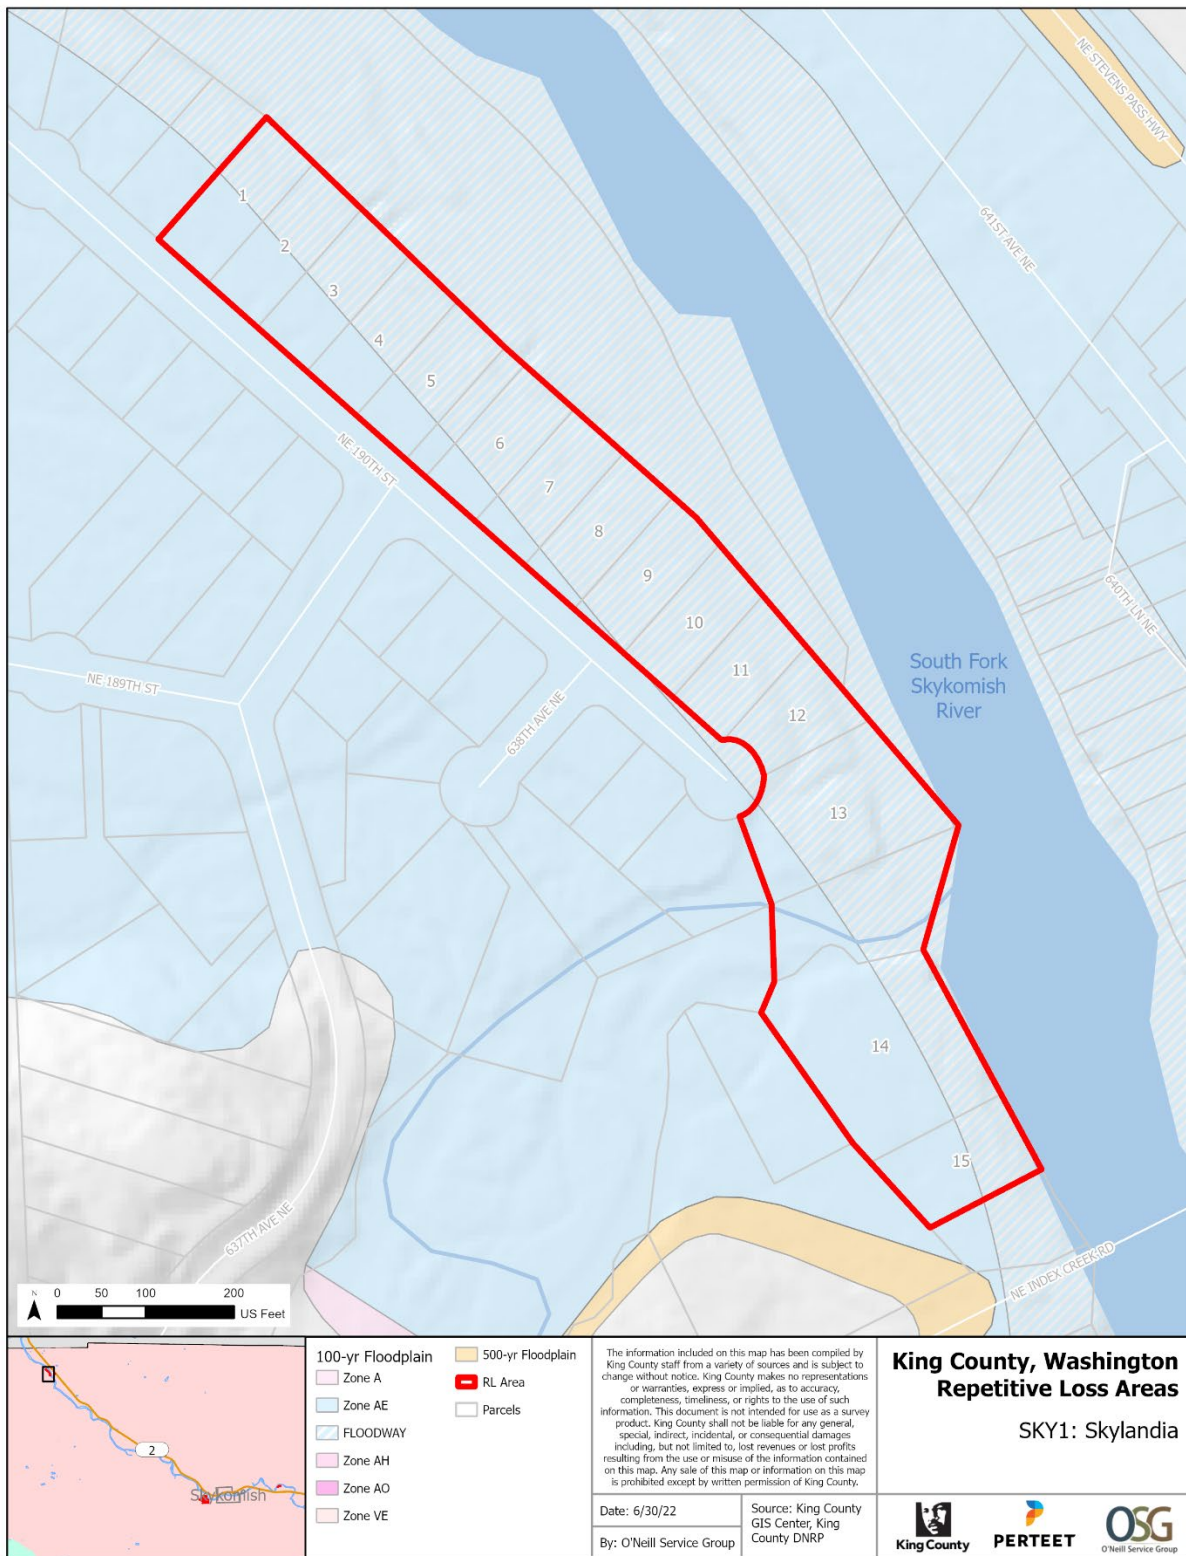 NE STEVENS PASS HWY
641ST AVE NE
1
2
3
4
5
6
7
8
9
10
11
12
13
14
15
NE 190TH ST
NE 189TH ST
638TH AVE NE
640TH LN NE
South Fork
Skykomish
River
637TH AVE NE
NE INDEX CREEK RD
N
0 50 100 200
US Feet
2
Skykomish
100-yr Floodplain
Zone A
Zone AE
FLOODWAY
Zone AH
Zone AO
Zone VE
500-yr Floodplain
RL Area
Parcels
The information included on this map has been compiled by
King County staff from a variety of sources and is subject to
change without notice. King County makes no representations
or warranties, express or implied, as to accuracy,
completeness, timeliness, or rights to the use of such
information. This document is not intended for use as a survey
product. King County shall not be liable for any general,
special, indirect, incidental, or consequential damages
including, but not limited to, lost revenues or lost profits
resulting from the use or misuse of the information contained
on this map. Any sale of this map or information on this map
is prohibited except by written permission of King County.
Date: 6/30/22
By: O'Neill Service Group
Source: King County
GIS Center, King
County DNRP
King County, Washington
Repetitive Loss Areas
SKY1: Skylandia
King County
PERTEET
OSG
O'Neill Service Group